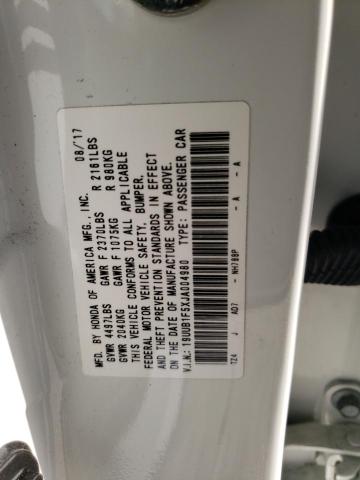 MFD. BY HONDA OF AMERICA MFG., INC. 08/'17
GVWR 4497LBS GAWR F 2370LBS R 2161LBS
GVWR 2040KG GAWR F 1075KG R 980KG
THIS VEHICLE CONFORMS TO ALL APPLICABLE
FEDERAL MOTOR VEHICLE SAFETY, BUMPER,
AND THEFT PREVENTION STANDARDS IN EFFECT
ON THE DATE OF MANUFACTURE SHOWN ABOVE.
V.I.N.: 19UUB1F5XJA004980 TYPE: PASSENGER CAR
TZ4 J AD7 - NH788P - A - A